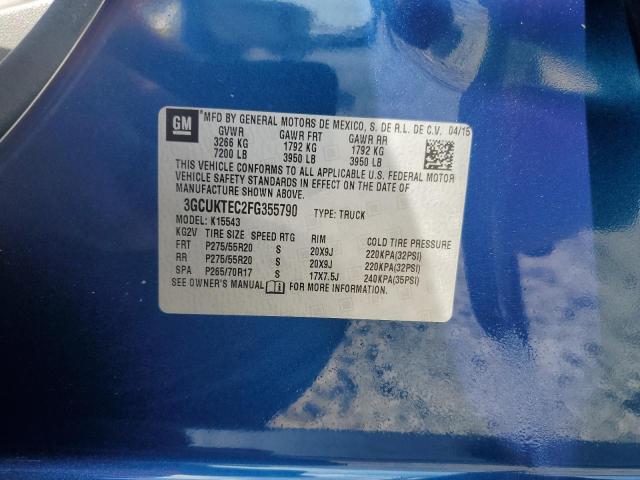 GM MFD BY GENERAL MOTORS DE MEXICO, S. DE R.L. DE C.V. 04/15
GVWR GAWR FRT GAWR RR
3266 KG 1792 KG 1792 KG
7200 LB 3950 LB 3950 LB
THIS VEHICLE CONFORMS TO ALL APPLICABLE U.S. FEDERAL MOTOR
VEHICLE SAFETY STANDARDS IN EFFECT ON THE DATE OF
MANUFACTURE SHOWN ABOVE.
3GCUKTEC2FG355790 TYPE: TRUCK
MODEL: K15543
KG2V TIRE SIZE SPEED RTG RIM COLD TIRE PRESSURE
FRT P275/55R20 S 20X9J 220KPA(32PSI)
RR P275/55R20 S 20X9J 220KPA(32PSI)
SPA P265/70R17 S 17X7.5J 240KPA(35PSI)
SEE OWNER'S MANUAL FOR MORE INFORMATION.